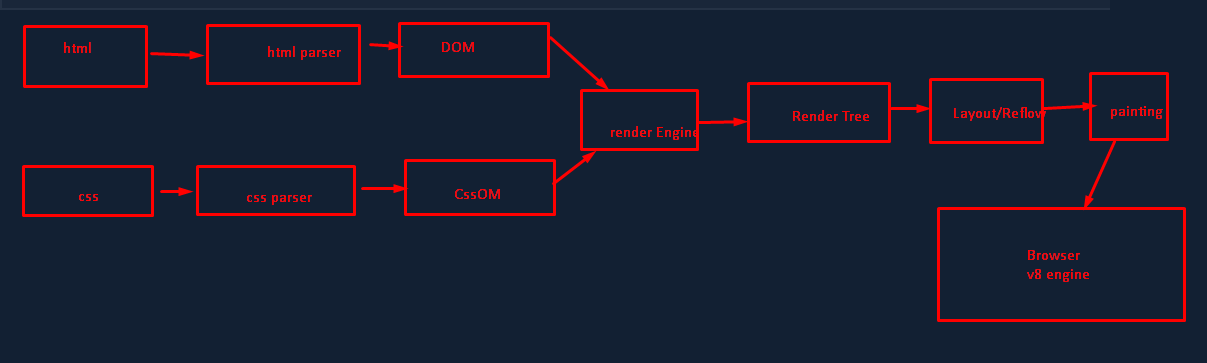 html
html parser
DOM
render Engine
Render Tree
Layout/Reflow
painting
css
css parser
CssOM
Browser
v8 engine